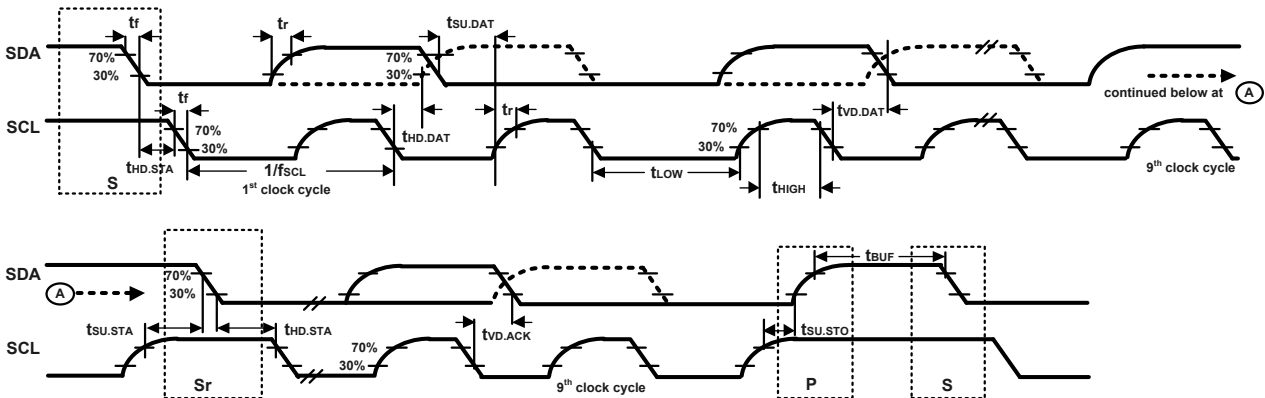 tf
tr
tSU.DAT
SDA
70%
30%
70%
30%
continued below at A
tf
tr
tVD.DAT
SCL
70%
30%
tHD.DAT
70%
30%
tHD.STA
1/fSCL
1st clock cycle
tLOW
tHIGH
9th clock cycle
S
SDA
70%
30%
A
tBUF
tSU.STA
tHD.STA
tVD.ACK
tSU.STO
SCL
70%
30%
9th clock cycle
Sr
P
S